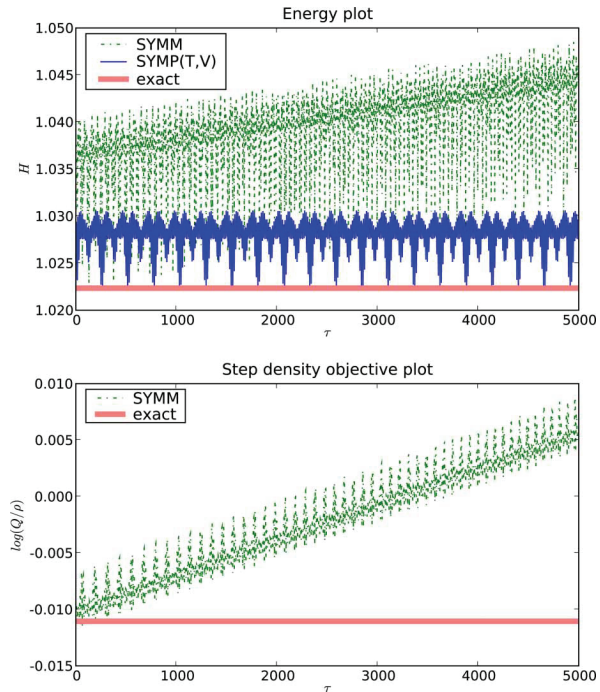 Energy plot
1.050
1.045
1.040
1.035
1.030
1.025
1.020
H
SYMM
SYMP(T,V)
exact
0 1000 2000 3000 4000 5000
τ
Step density objective plot
0.010
0.005
0.000
-0.005
-0.010
-0.015
log(Q/ρ)
SYMM
exact
0 1000 2000 3000 4000 5000
τ